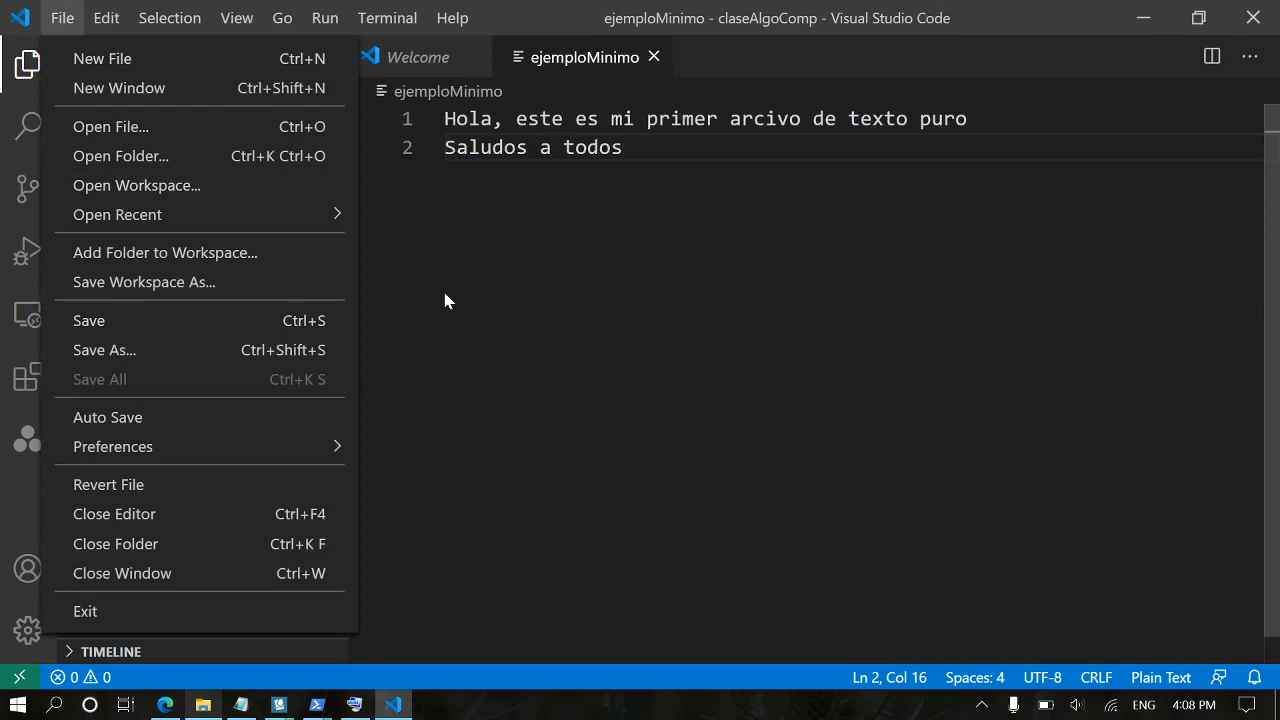 File Edit Selection View Go Run Terminal Help ejemploMinimo - claseAlgoComp - Visual Studio Code
New File Ctrl+N
New Window Ctrl+Shift+N
Open File... Ctrl+O
Open Folder... Ctrl+K Ctrl+O
Open Workspace...
Open Recent
Add Folder to Workspace...
Save Workspace As...
Save Ctrl+S
Save As... Ctrl+Shift+S
Save All Ctrl+K S
Auto Save
Preferences
Revert File
Close Editor Ctrl+F4
Close Folder Ctrl+K F
Close Window Ctrl+W
Exit
TIMELINE
Welcome ejemploMinimo
ejemploMinimo
1 Hola, este es mi primer arcivo de texto puro
2 Saludos a todos
0 0 Ln 2, Col 16 Spaces: 4 UTF-8 CRLF Plain Text
ENG 4:08 PM